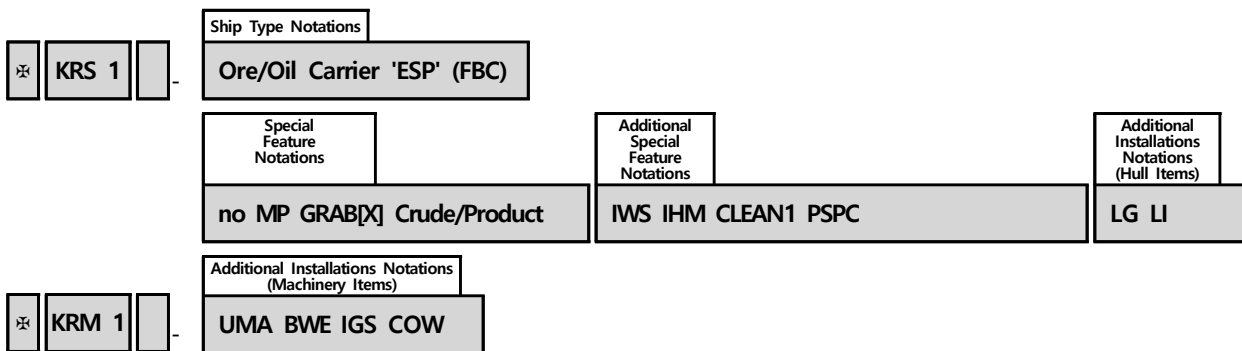 Ship Type Notations
✠ KRS 1 - Ore/Oil Carrier 'ESP' (FBC)
Special
Feature
Notations
Additional
Special
Feature
Notations
Additional
Installations
Notations
(Hull Items)
no MP GRAB[X] Crude/Product IWS IHM CLEAN1 PSPC LG LI
Additional Installations Notations
(Machinery Items)
✠ KRM 1 - UMA BWE IGS COW